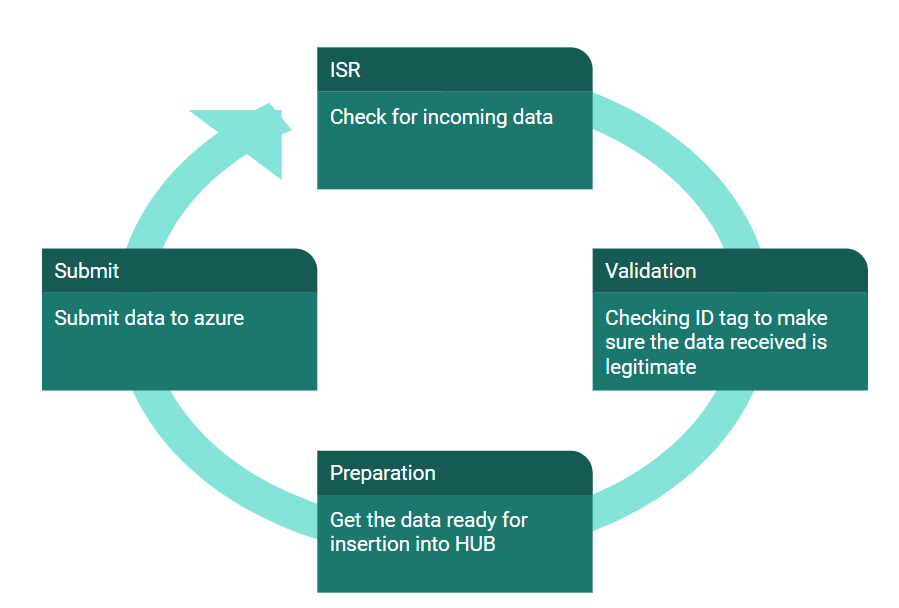 ISR
Check for incoming data
Submit
Submit data to azure
Validation
Checking ID tag to make
sure the data received is
legitimate
Preparation
Get the data ready for
insertion into HUB